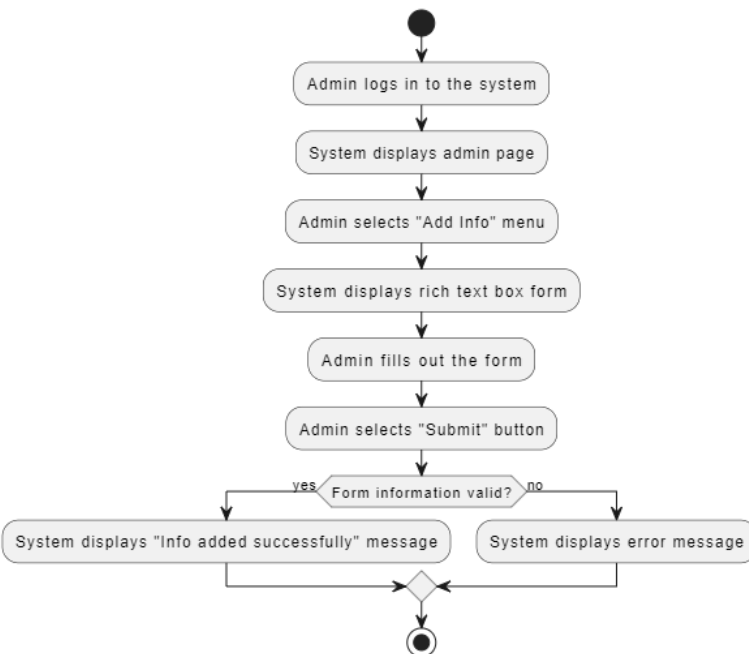 Admin logs in to the system
System displays admin page
Admin selects "Add Info" menu
System displays rich text box form
Admin fills out the form
Admin selects "Submit" button
yes
Form information valid?
no
System displays "Info added successfully" message
System displays error message